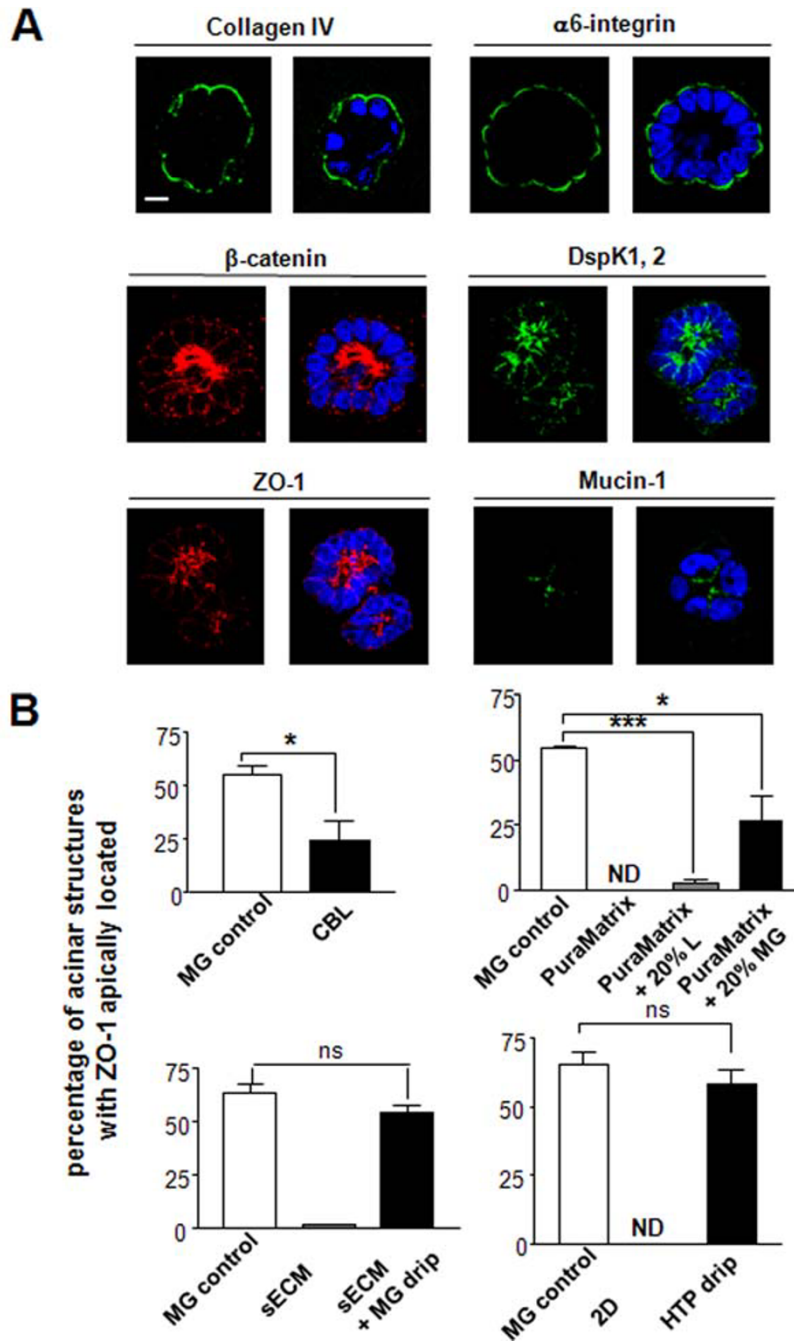 A
Collagen IV
α6-integrin
β-catenin
DspK1, 2
ZO-1
Mucin-1
B
percentage of acinar structures
with ZO-1 apically located
75
50
25
0
*
MG control
CBL
75
50
25
0
*
***
ND
MG control
PuraMatrix
PuraMatrix
+ 20% L
PuraMatrix
+ 20% MG
75
50
25
0
ns
MG control
sECM
sECM
+ MG drip
75
50
25
0
ns
ND
MG control
2D
HTP drip